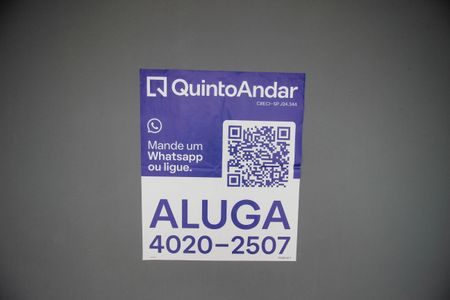 QuintoAndar
CRECI-SP J24.344
Mande um
Whatsapp
ou ligue.
ALUGA
4020-2507